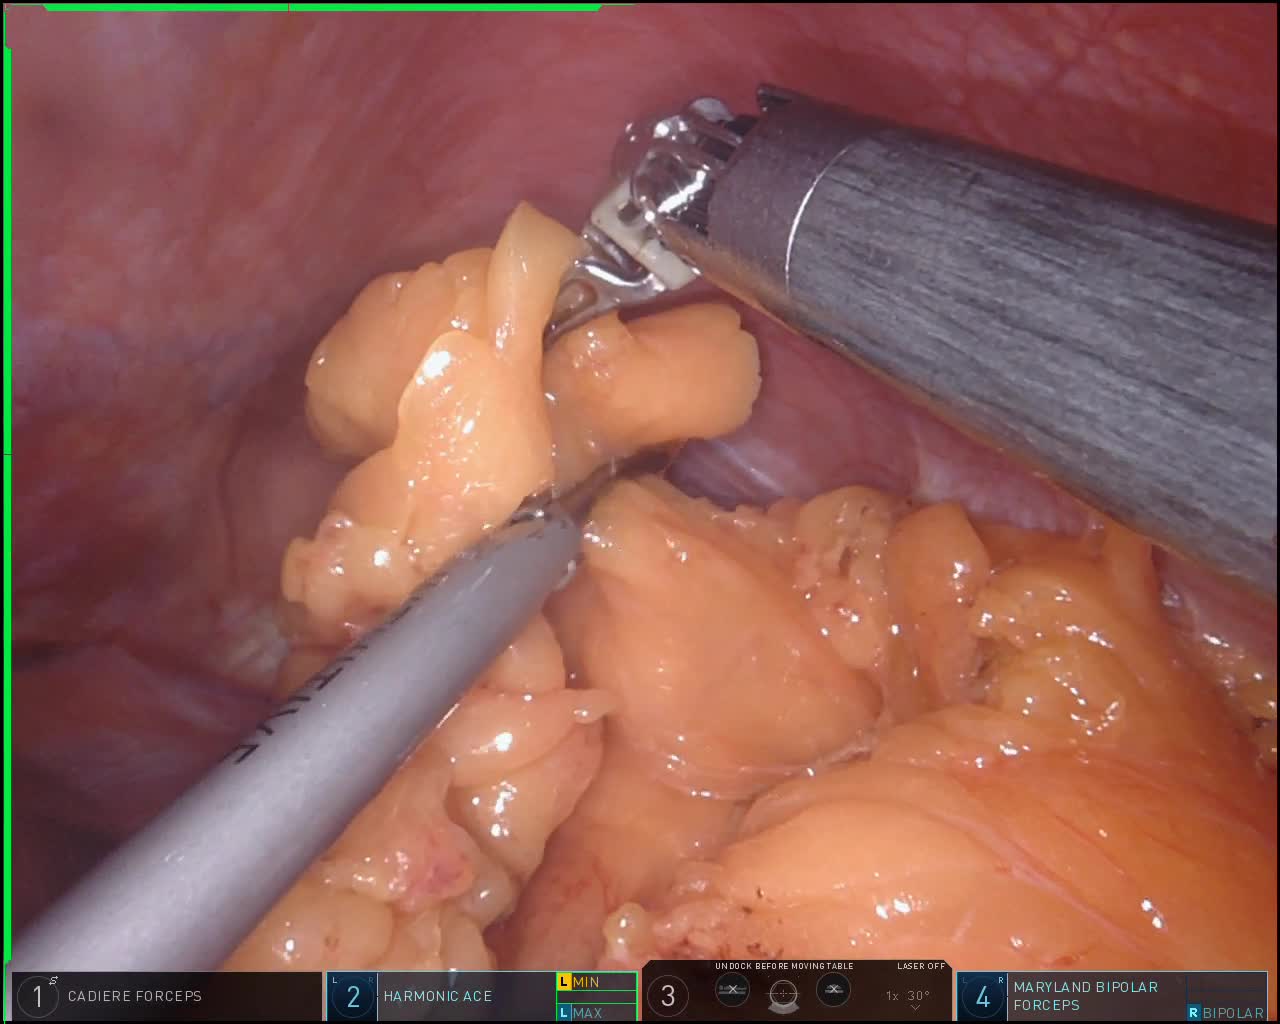 UNDOCK BEFORE MOVING TABLE
LASER OFF
1 CADIERE FORCEPS
L R
2 HARMONIC ACE
L MIN
L MAX
3
1x 30°
R
4 MARYLAND BIPOLAR
FORCEPS
R BIPOLAR